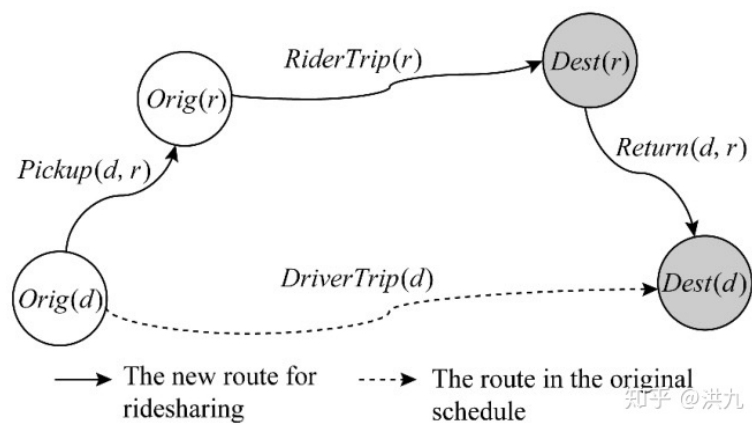 RiderTrip(r)
Dest(r)
Orig(r)
Pickup(d, r)
Return(d, r)
Orig(d)
DriverTrip(d)
Dest(d)
The new route for
ridesharing
The route in the original
schedule
知乎 @洪九